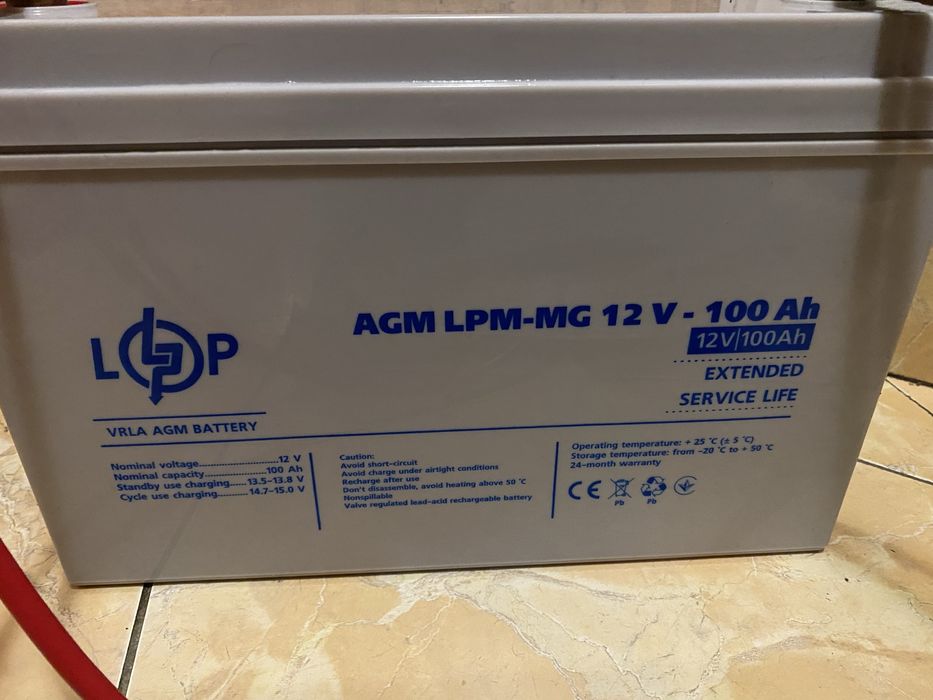 AGM LPM-MG 12 V - 100 Ah
12V|100Ah
EXTENDED
SERVICE LIFE
LP
VRLA AGM BATTERY
Nominal voltage..............................12 V
Nominal capacity.......................100 Ah
Standby use charging......13.5–13.8 V
Cycle use charging...........14.7–15.0 V
Caution:
Avoid short-circuit
Avoid charge under airtight conditions
Recharge after use
Don't disassemble, avoid heating above 50 ˚C
Nonspillable
Valve regulated lead-acid rechargeable battery
Operating temperature: + 25 ˚C (± 5 ˚C)
Storage temperature: from –20 ˚C to + 50 ˚C
24-month warranty
CE
Pb
Pb